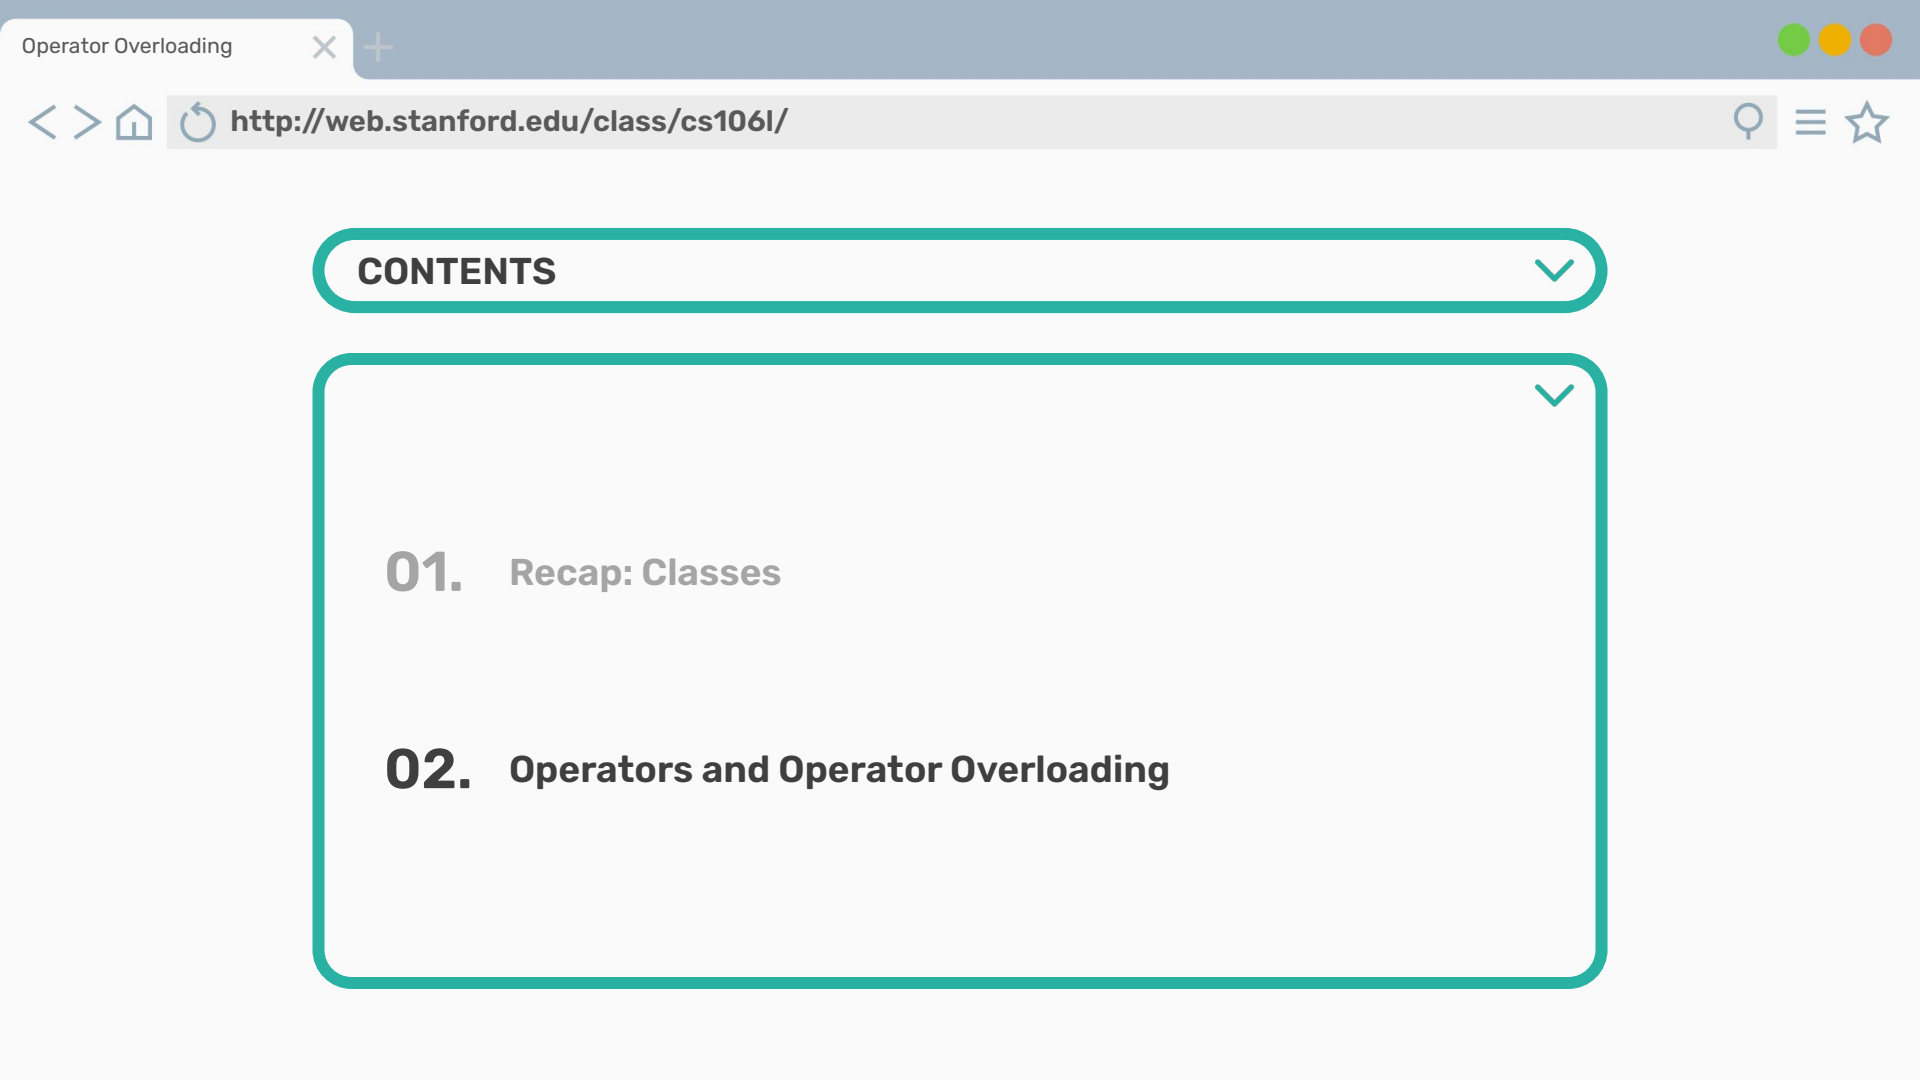 Operator Overloading
http://web.stanford.edu/class/cs106l/
CONTENTS
01. Recap: Classes
02. Operators and Operator Overloading